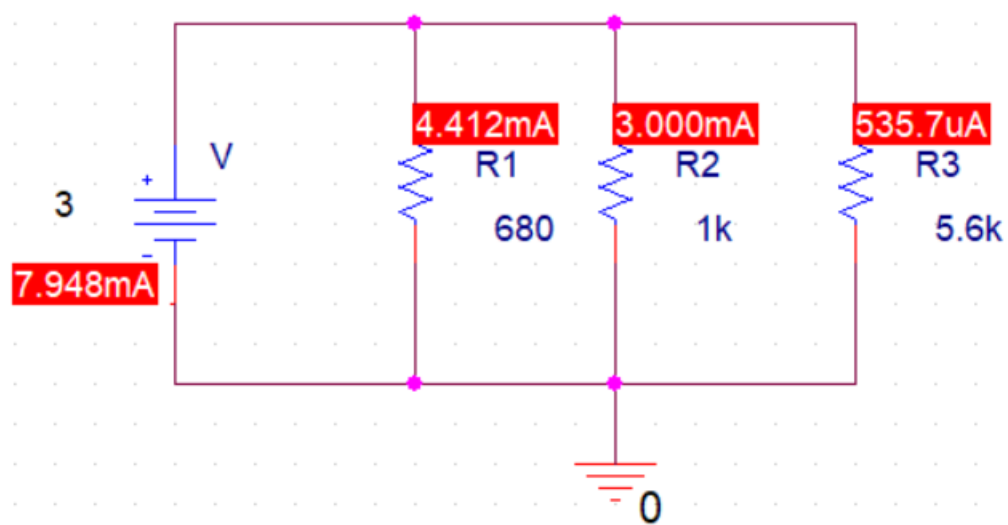 4.412mA 3.000mA 535.7uA
V R1 R2 R3
+
3
680 1k 5.6k
-
7.948mA
0